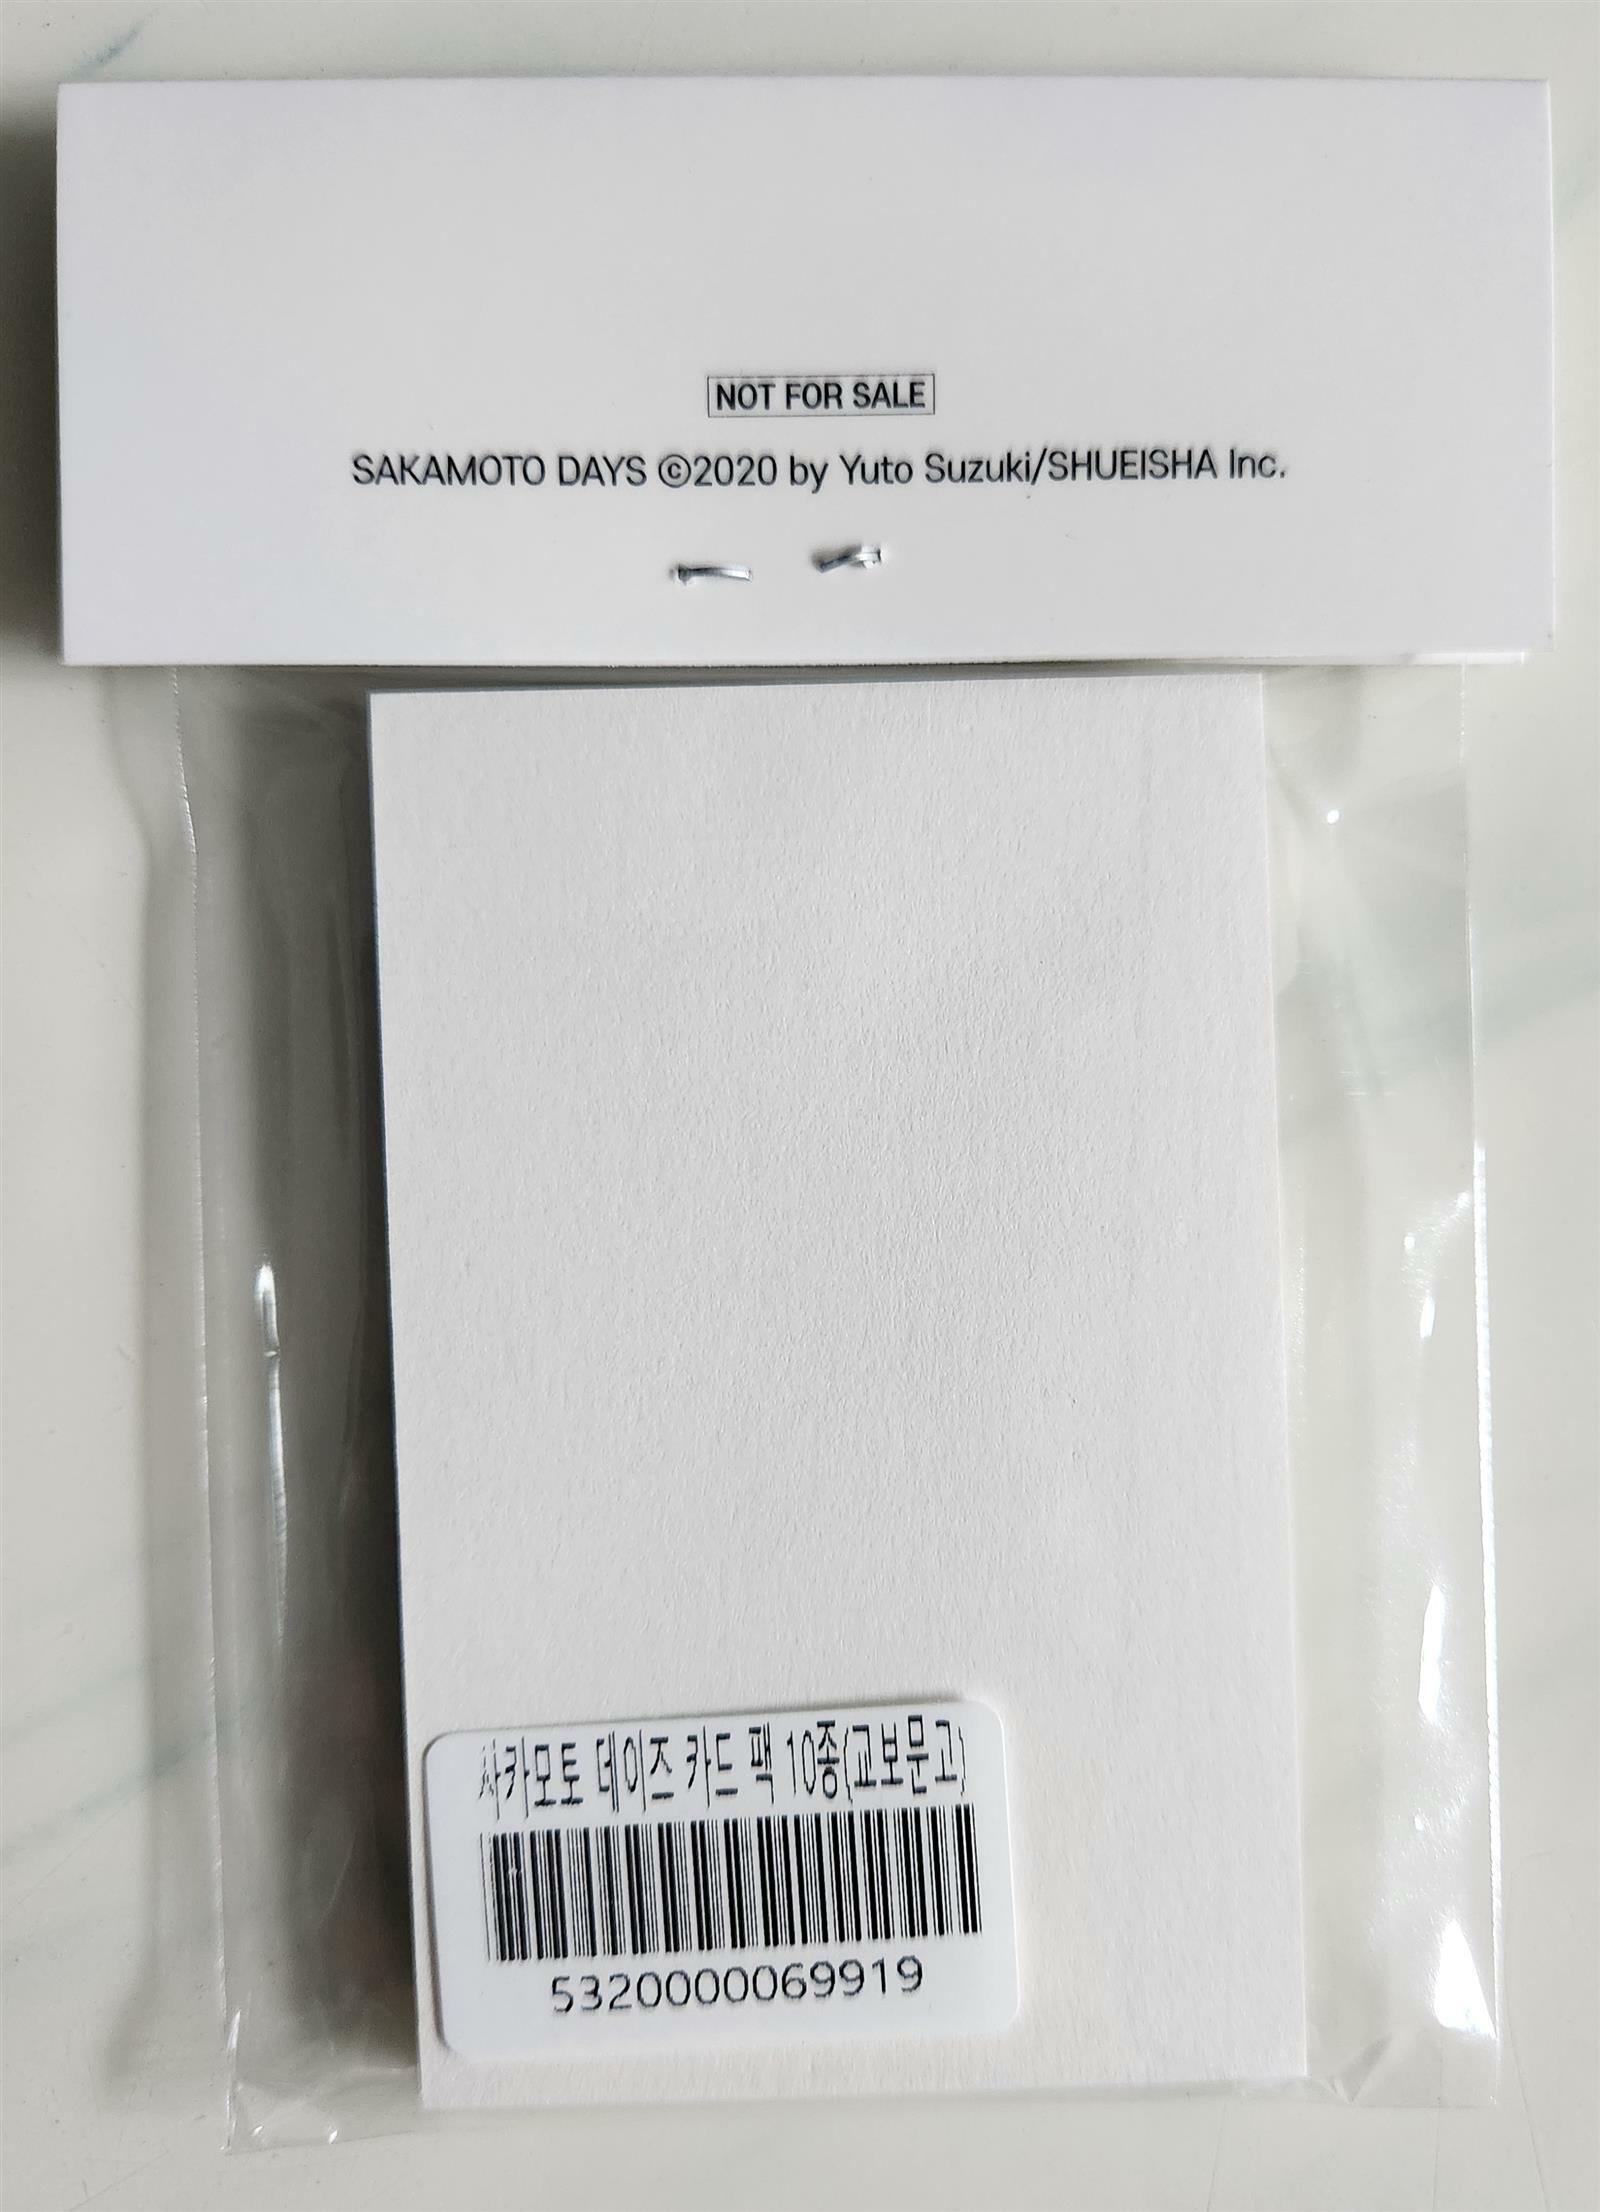 NOT FOR SALE
SAKAMOTO DAYS ©2020 by Yuto Suzuki/SHUEISHA Inc.
사카모토 데이즈 카드 팩 10종(교보문고)
5320000069919